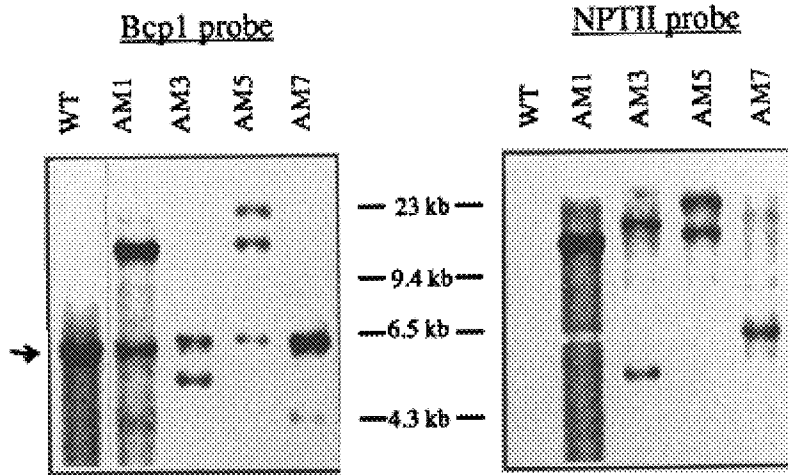 Bcp1 probe
NPTII probe
WT AM1 AM3 AM5 AM7
WT AM1 AM3 AM5 AM7
23 kb
9.4 kb
6.5 kb
4.3 kb